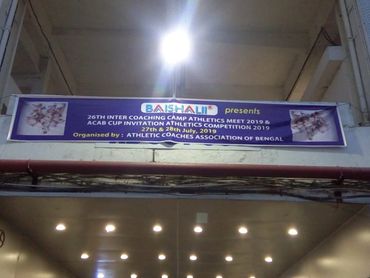 BAISHALI presents
26TH INTER COACHING CAMP ATHLETICS MEET 2019 &
ACAB CUP INVITATION ATHLETICS COMPETITION 2019
27th & 28th July, 2019
Organised by : ATHLETIC COACHES ASSOCIATION OF BENGAL